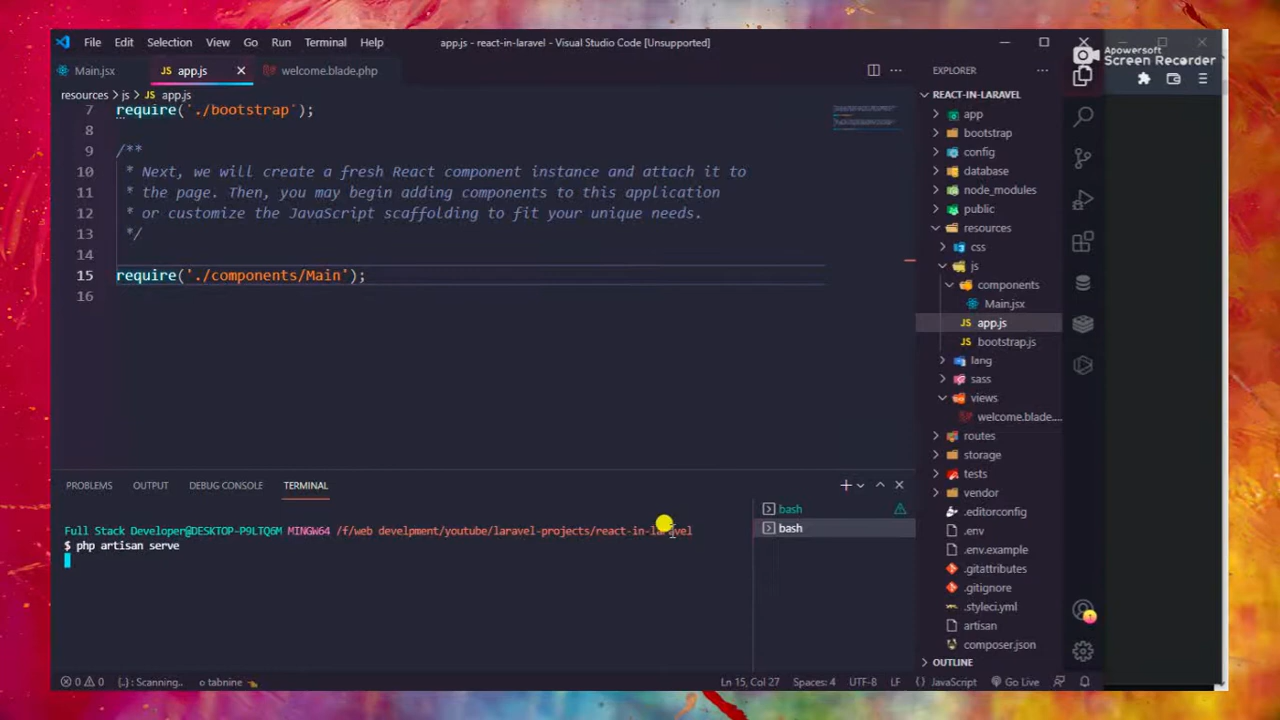 File Edit Selection View Go Run Terminal Help
app.js - react-in-laravel - Visual Studio Code [Unsupported]
Apowersoft
Screen Recorder
Main.jsx
JS app.js
welcome.blade.php
EXPLORER
resources > js > JS app.js
REACT-IN-LARAVEL
7 require('./bootstrap');
8
9 /**
10 * Next, we will create a fresh React component instance and attach it to
11 * the page. Then, you may begin adding components to this application
12 * or customize the JavaScript scaffolding to fit your unique needs.
13 */
14
15 require('./components/Main');
16
app
bootstrap
config
database
node_modules
public
resources
css
js
components
Main.jsx
JS app.js
JS bootstrap.js
lang
sass
views
welcome.blade....
routes
storage
tests
vendor
.editorconfig
.env
.env.example
.gitattributes
.gitignore
.styleci.yml
artisan
composer.json
OUTLINE
PROBLEMS OUTPUT DEBUG CONSOLE TERMINAL
bash
bash
Full Stack Developer@DESKTOP-P9LTQ6M MINGW64 /f/web develpment/youtube/laravel-projects/react-in-laravel
$ php artisan serve
0 0 {..} : Scanning.. tabnine Ln 15, Col 27 Spaces: 4 UTF-8 LF { } JavaScript Go Live